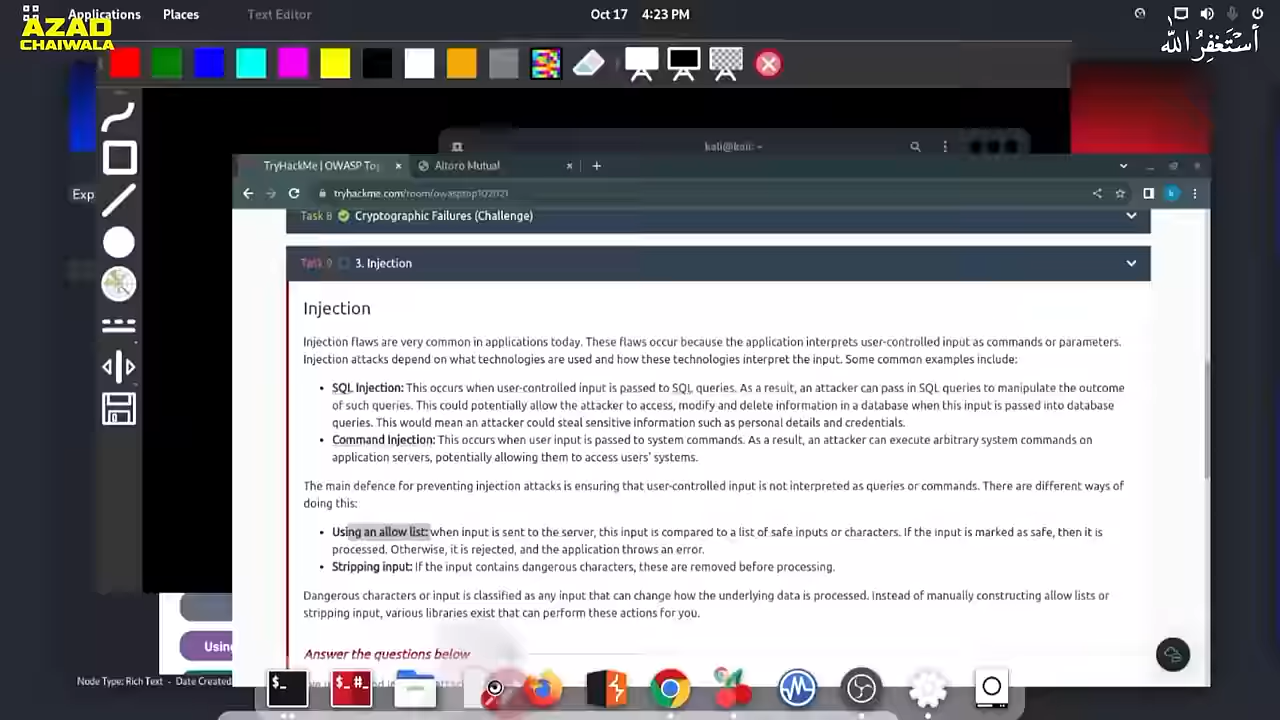 Applications Places Text Editor Oct 17 4:23 PM
AZAD
CHAIWALA
أستغفر الله
kali@kali: ~
TryHackMe | OWASP Top Altoro Mutual
tryhackme.com/room/owasptop102021
Exp
Task 8 Cryptographic Failures (Challenge)
Task 9 3. Injection
Injection
Injection flaws are very common in applications today. These flaws occur because the application interprets user-controlled input as commands or parameters.
Injection attacks depend on what technologies are used and how these technologies interpret the input. Some common examples include:
• SQL Injection: This occurs when user-controlled input is passed to SQL queries. As a result, an attacker can pass in SQL queries to manipulate the outcome
of such queries. This could potentially allow the attacker to access, modify and delete information in a database when this input is passed into database
queries. This would mean an attacker could steal sensitive information such as personal details and credentials.
• Command Injection: This occurs when user input is passed to system commands. As a result, an attacker can execute arbitrary system commands on
application servers, potentially allowing them to access users' systems.
The main defence for preventing injection attacks is ensuring that user-controlled input is not interpreted as queries or commands. There are different ways of
doing this:
• Using an allow list: when input is sent to the server, this input is compared to a list of safe inputs or characters. If the input is marked as safe, then it is
processed. Otherwise, it is rejected, and the application throws an error.
• Stripping input: If the input contains dangerous characters, these are removed before processing.
Dangerous characters or input is classified as any input that can change how the underlying data is processed. Instead of manually constructing allow lists or
stripping input, various libraries exist that can perform these actions for you.
Using
Answer the questions below
Node Type: Rich Text - Date Created
$_ $_#_